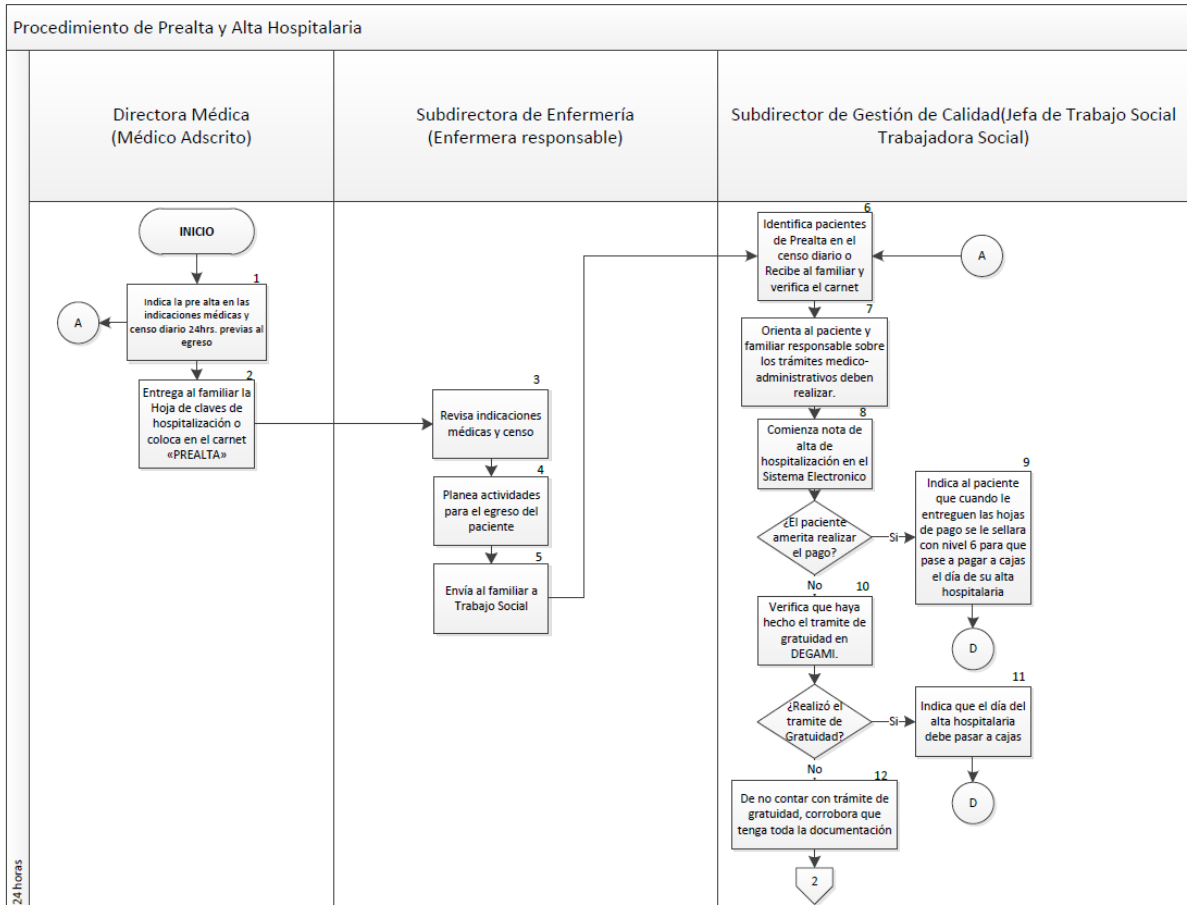 Procedimiento de Prealta y Alta Hospitalaria
Directora Médica
(Médico Adscrito)
Subdirectora de Enfermería
(Enfermera responsable)
Subdirector de Gestión de Calidad(Jefa de Trabajo Social
Trabajadora Social)
24 horas
INICIO
1
Indica la pre alta en las
indicaciones médicas y
censo diario 24hrs. previas al
egreso
A
2
Entrega al familiar la
Hoja de claves de
hospitalización o
coloca en el carnet
«PREALTA»
3
Revisa indicaciones
médicas y censo
4
Planea actividades
para el egreso del
paciente
5
Envía al familiar a
Trabajo Social
6
Identifica pacientes
de Prealta en el
censo diario o
Recibe al familiar y
verifica el carnet
A
7
Orienta al paciente y
familiar responsable sobre
los trámites medico-
administrativos deben
realizar.
8
Comienza nota de
alta de
hospitalización en el
Sistema Electronico
¿El paciente
amerita realizar
el pago?
Si
9
Indica al paciente
que cuando le
entreguen las hojas
de pago se le sellara
con nivel 6 para que
pase a pagar a cajas
el día de su alta
hospitalaria
D
No
10
Verifica que haya
hecho el tramite de
gratuidad en
DEGAMI.
¿Realizó el
tramite de
Gratuidad?
Si
11
Indica que el día del
alta hospitalaria
debe pasar a cajas
D
No
12
De no contar con trámite de
gratuidad, corrobora que
tenga toda la documentación
2